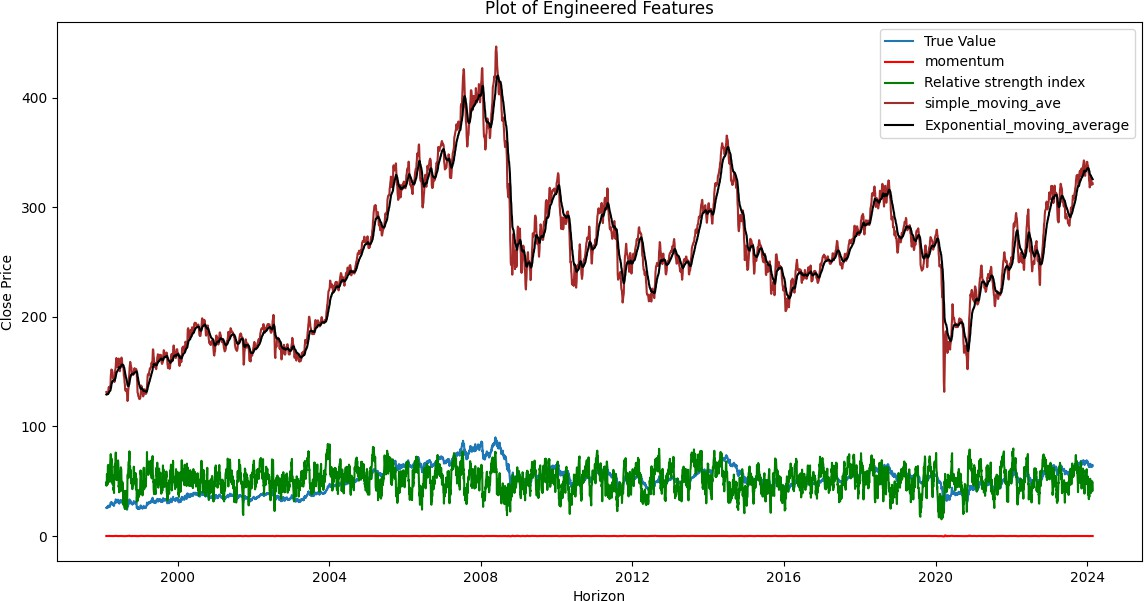 Plot of Engineered Features
True Value
momentum
Relative strength index
simple_moving_ave
Exponential_moving_average
Close Price
400
300
200
100
0
2000 2004 2008 2012 2016 2020 2024
Horizon